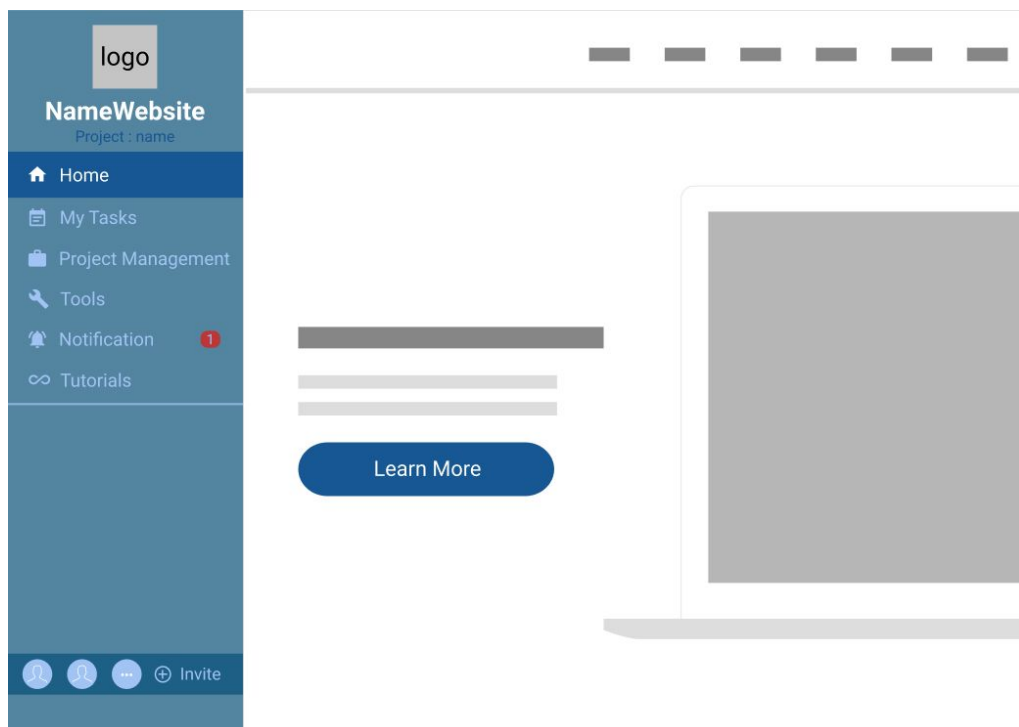 logo
NameWebsite
Project : name
Home
My Tasks
Project Management
Tools
Notification 1
Tutorials
Learn More
Invite